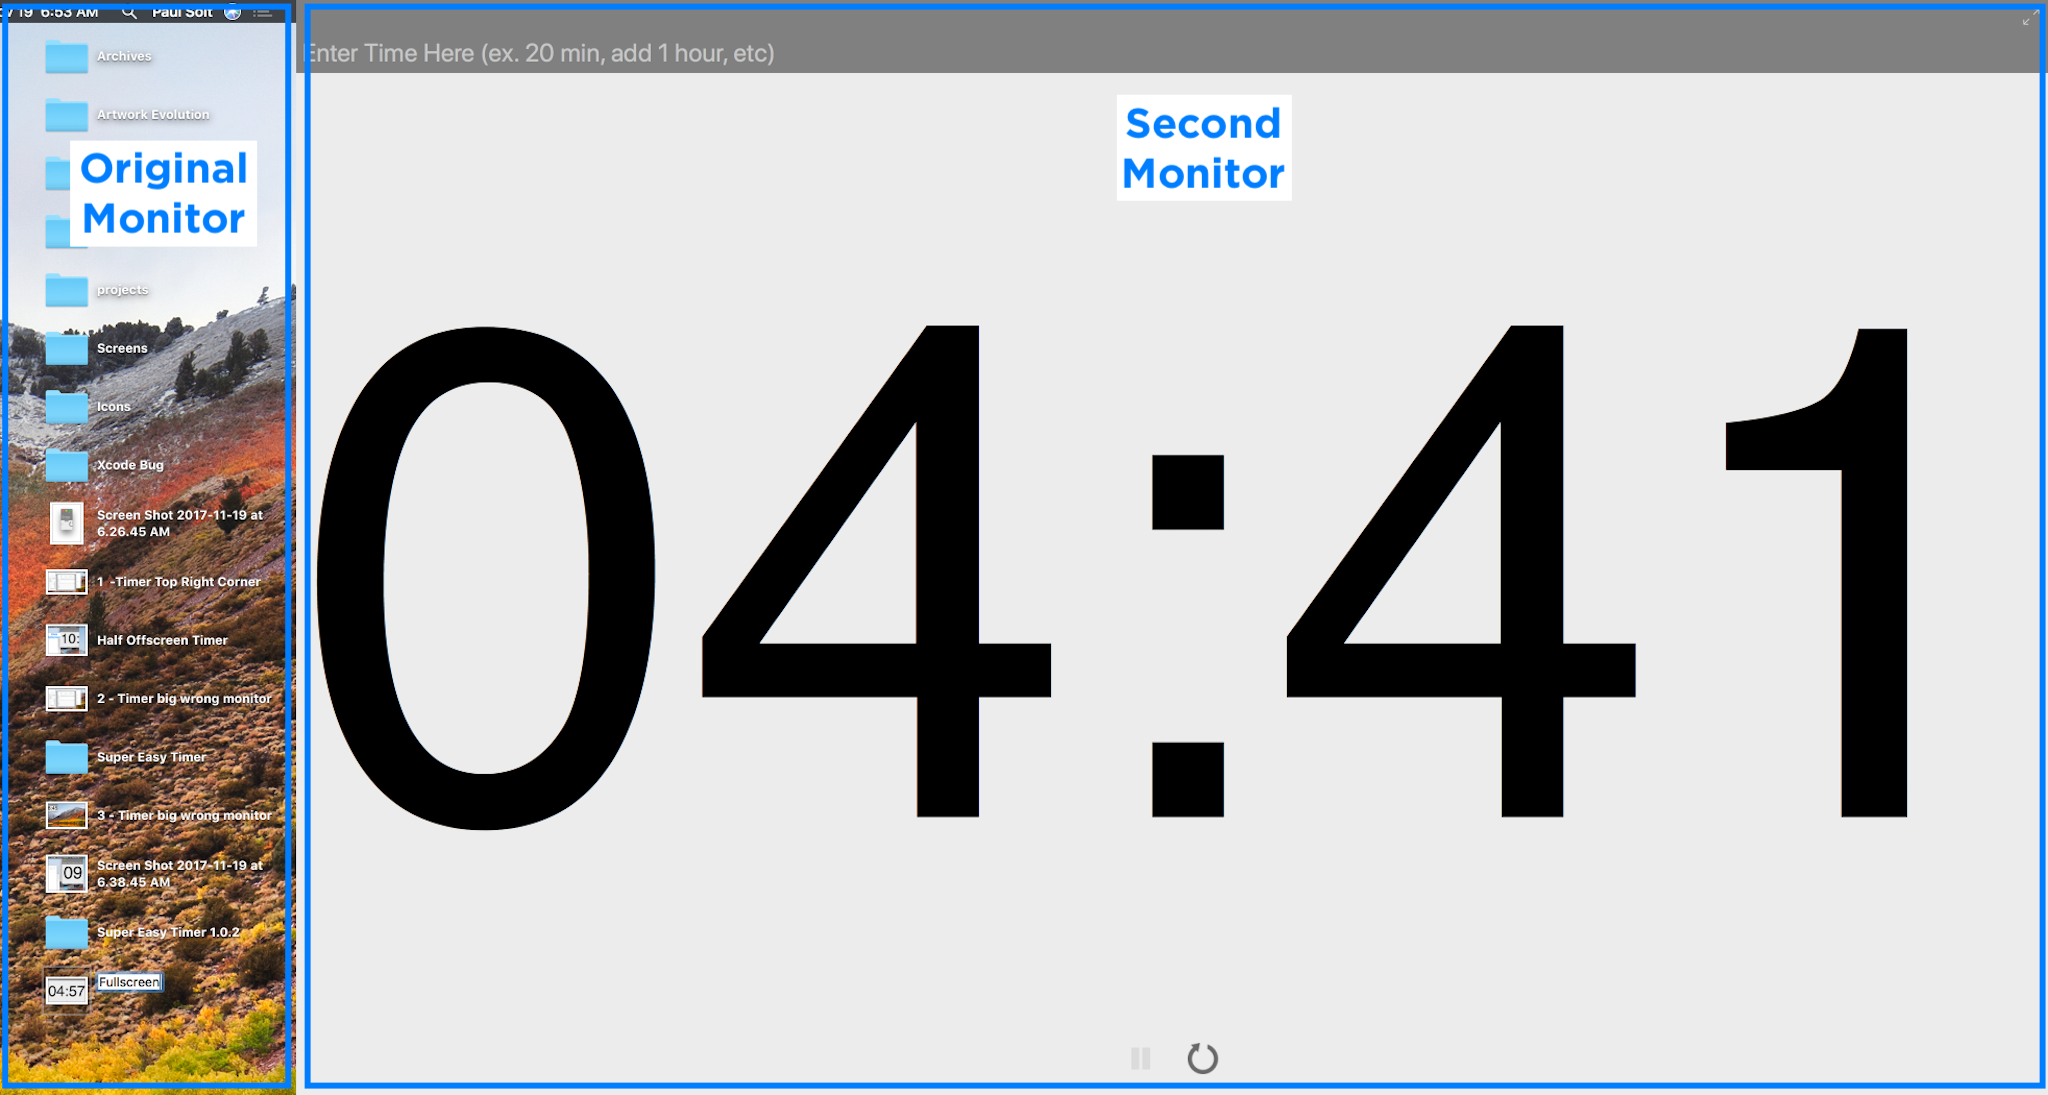 / 19 6:53 AM Paul Solt
Archives
Artwork Evolution
Original
Monitor
projects
Screens
Icons
Xcode Bug
Screen Shot 2017-11-19 at
6.26.45 AM
1 -Timer Top Right Corner
10:
Half Offscreen Timer
2 - Timer big wrong monitor
Super Easy Timer
3 - Timer big wrong monitor
09
Screen Shot 2017-11-19 at
6.38.45 AM
Super Easy Timer 1.0.2
04:57
Fullscreen
Enter Time Here (ex. 20 min, add 1 hour, etc)
Second
Monitor
04:41